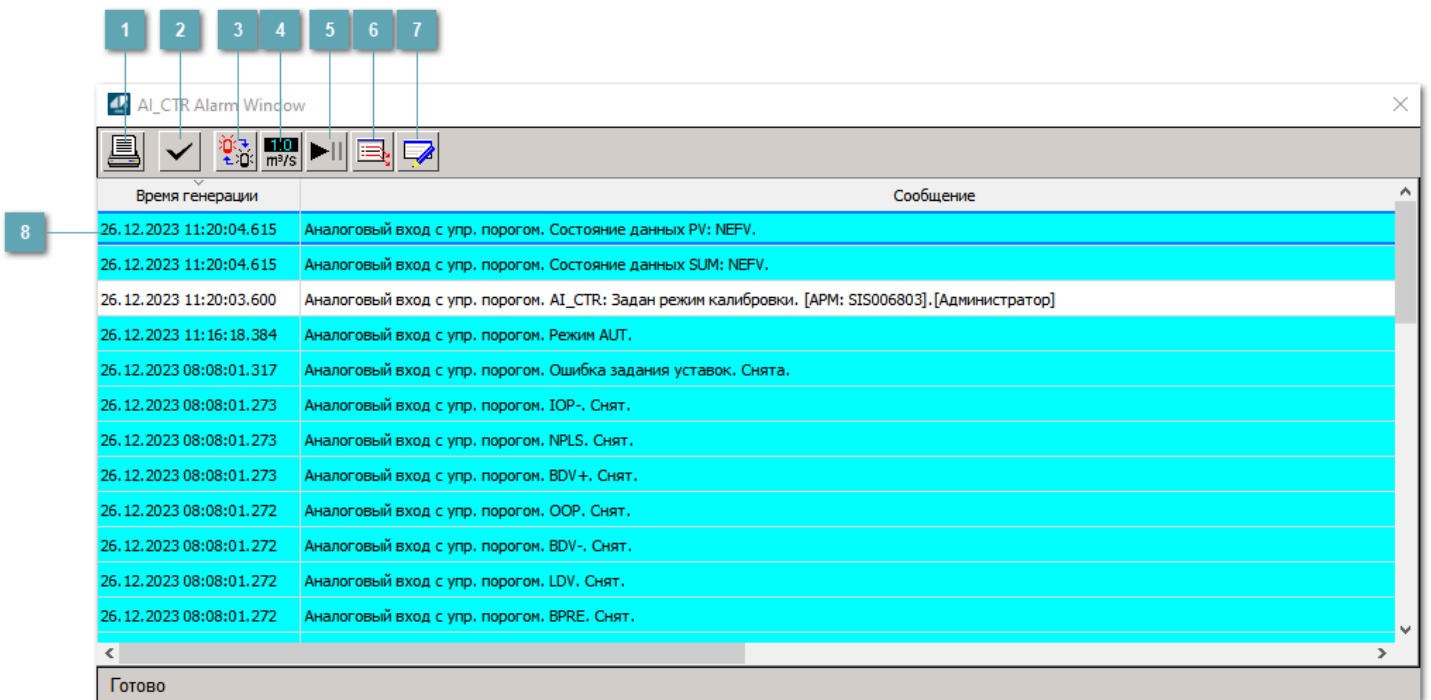 1 2 3 4 5 6 7
AI_CTR Alarm Window
1.0
m³/s
Время генерации Сообщение
8
26.12.2023 11:20:04.615 Аналоговый вход с упр. порогом. Состояние данных PV: NEFV.
26.12.2023 11:20:04.615 Аналоговый вход с упр. порогом. Состояние данных SUM: NEFV.
26.12.2023 11:20:03.600 Аналоговый вход с упр. порогом. AI_CTR: Задан режим калибровки. [АРМ: SIS006803].[Администратор]
26.12.2023 11:16:18.384 Аналоговый вход с упр. порогом. Режим AUT.
26.12.2023 08:08:01.317 Аналоговый вход с упр. порогом. Ошибка задания уставок. Снята.
26.12.2023 08:08:01.273 Аналоговый вход с упр. порогом. IOP-. Снят.
26.12.2023 08:08:01.273 Аналоговый вход с упр. порогом. NPLS. Снят.
26.12.2023 08:08:01.273 Аналоговый вход с упр. порогом. BDV+. Снят.
26.12.2023 08:08:01.272 Аналоговый вход с упр. порогом. OOP. Снят.
26.12.2023 08:08:01.272 Аналоговый вход с упр. порогом. BDV-. Снят.
26.12.2023 08:08:01.272 Аналоговый вход с упр. порогом. LDV. Снят.
26.12.2023 08:08:01.272 Аналоговый вход с упр. порогом. BPRE. Снят.
Готово